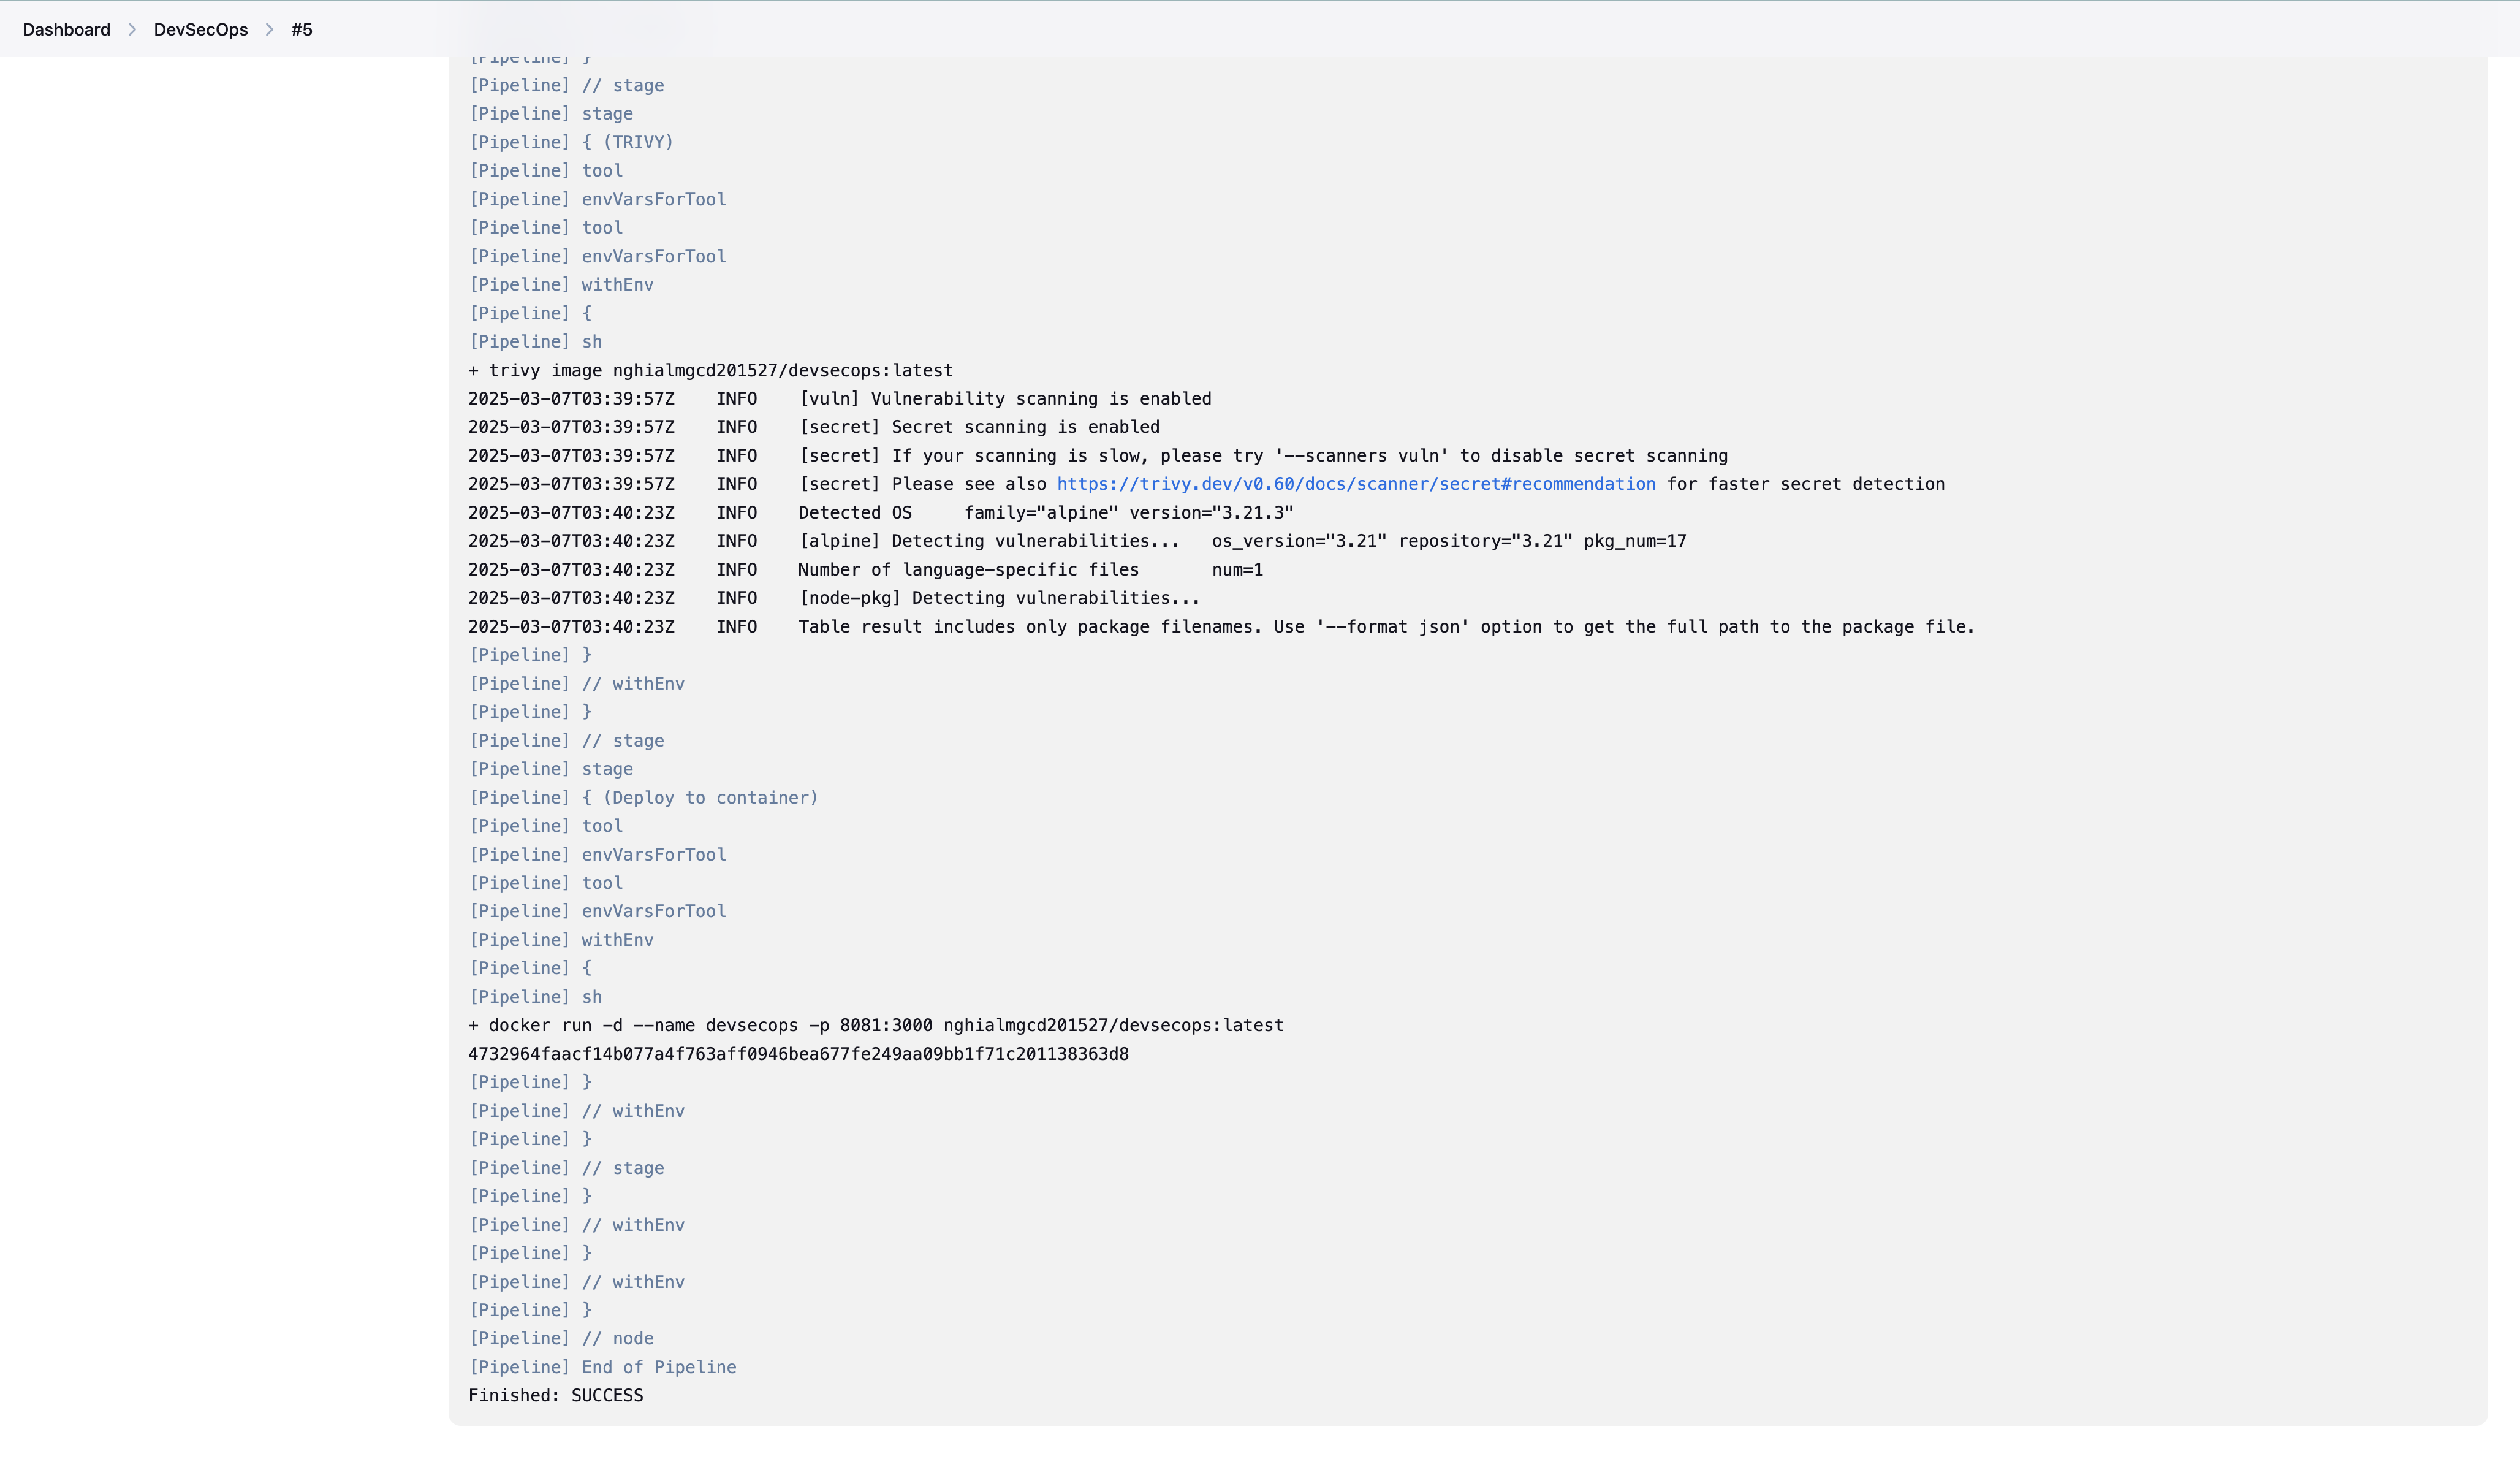 Dashboard > DevSecOps > #5
[Pipeline] }
[Pipeline] // stage
[Pipeline] stage
[Pipeline] { (TRIVY)
[Pipeline] tool
[Pipeline] envVarsForTool
[Pipeline] tool
[Pipeline] envVarsForTool
[Pipeline] withEnv
[Pipeline] {
[Pipeline] sh
+ trivy image nghialmgcd201527/devsecops:latest
2025-03-07T03:39:57Z    INFO    [vuln] Vulnerability scanning is enabled
2025-03-07T03:39:57Z    INFO    [secret] Secret scanning is enabled
2025-03-07T03:39:57Z    INFO    [secret] If your scanning is slow, please try '--scanners vuln' to disable secret scanning
2025-03-07T03:39:57Z    INFO    [secret] Please see also https://trivy.dev/v0.60/docs/scanner/secret#recommendation for faster secret detection
2025-03-07T03:40:23Z    INFO    Detected OS     family="alpine" version="3.21.3"
2025-03-07T03:40:23Z    INFO    [alpine] Detecting vulnerabilities...   os_version="3.21" repository="3.21" pkg_num=17
2025-03-07T03:40:23Z    INFO    Number of language-specific files       num=1
2025-03-07T03:40:23Z    INFO    [node-pkg] Detecting vulnerabilities...
2025-03-07T03:40:23Z    INFO    Table result includes only package filenames. Use '--format json' option to get the full path to the package file.
[Pipeline] }
[Pipeline] // withEnv
[Pipeline] }
[Pipeline] // stage
[Pipeline] stage
[Pipeline] { (Deploy to container)
[Pipeline] tool
[Pipeline] envVarsForTool
[Pipeline] tool
[Pipeline] envVarsForTool
[Pipeline] withEnv
[Pipeline] {
[Pipeline] sh
+ docker run -d --name devsecops -p 8081:3000 nghialmgcd201527/devsecops:latest
4732964faacf14b077a4f763aff0946bea677fe249aa09bb1f71c201138363d8
[Pipeline] }
[Pipeline] // withEnv
[Pipeline] }
[Pipeline] // stage
[Pipeline] }
[Pipeline] // withEnv
[Pipeline] }
[Pipeline] // withEnv
[Pipeline] }
[Pipeline] // node
[Pipeline] End of Pipeline
Finished: SUCCESS